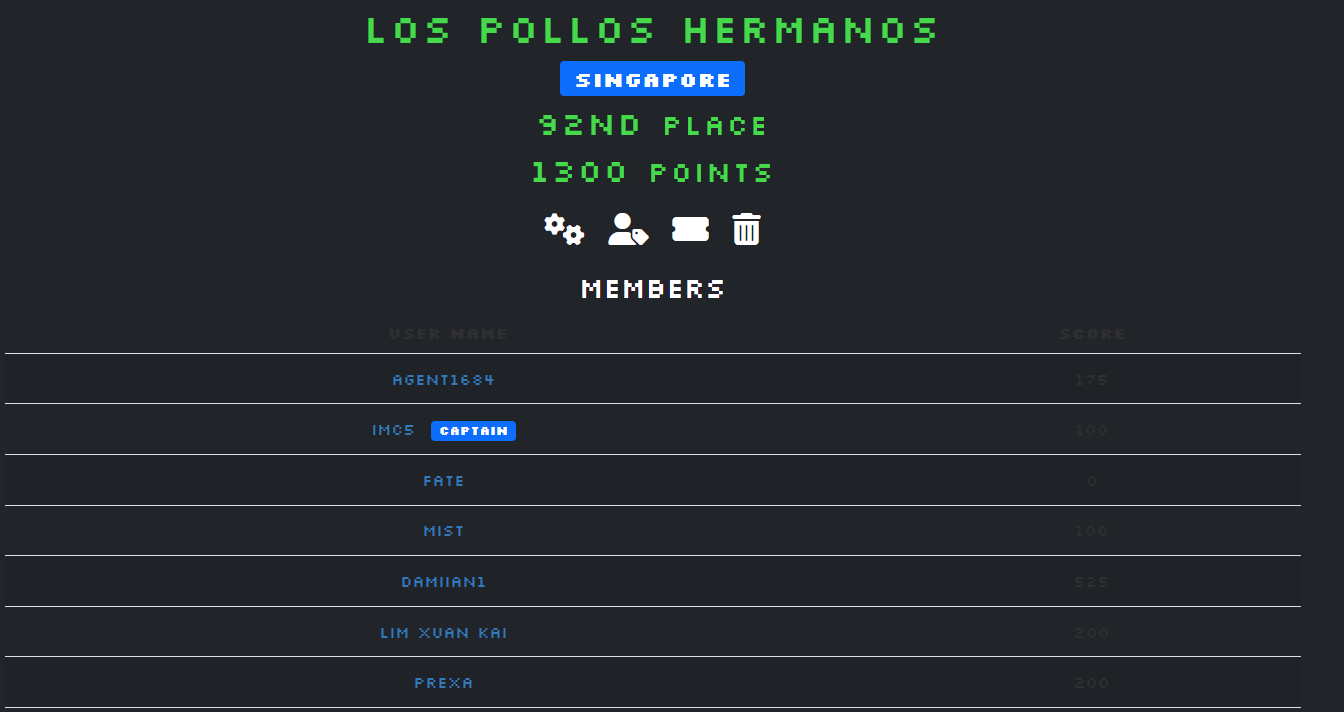 LOS POLLOS HERMANOS
SINGAPORE
92ND PLACE
1300 POINTS
MEMBERS
USER NAME SCORE
AGENT1684 175
IMC5 CAPTAIN 100
FATE 0
MIST 100
DAMIIAN1 525
LIM XUAN KAI 200
PREXA 200